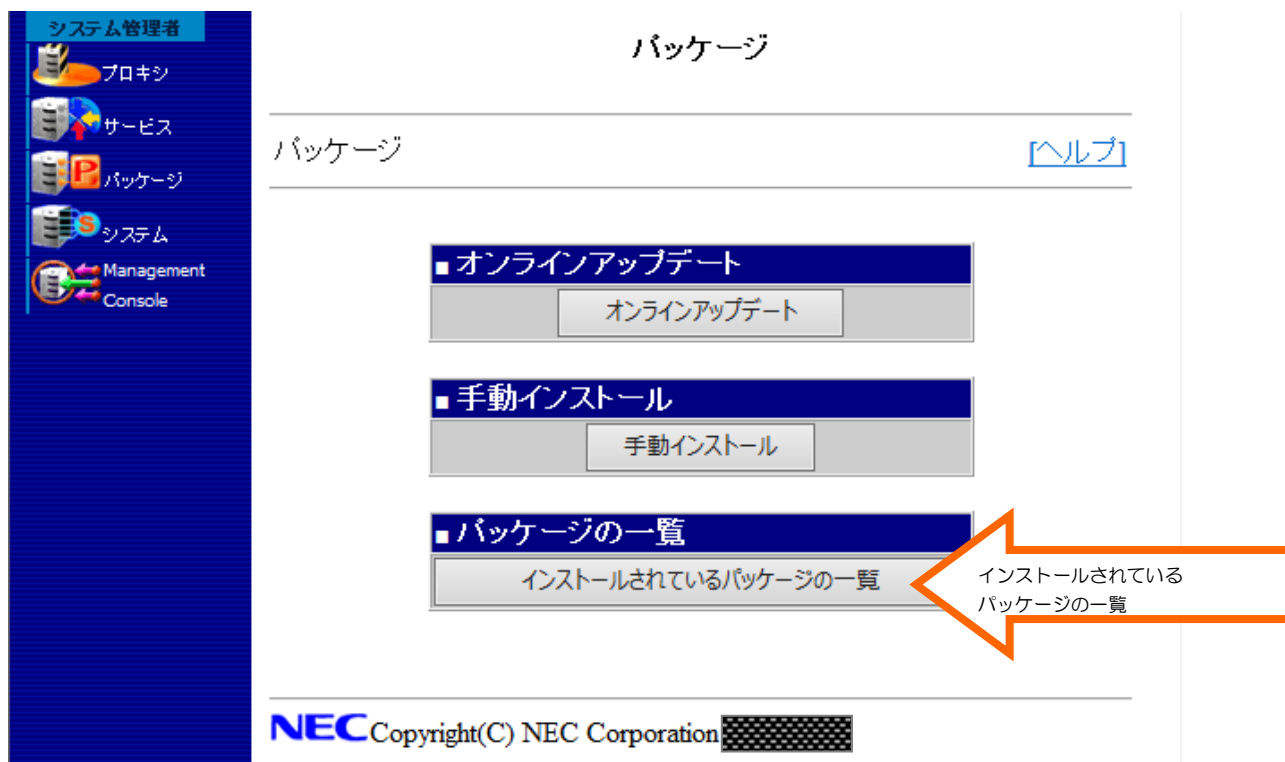 システム管理者
プロキシ
サービス
パッケージ
システム
Management
Console
パッケージ
パッケージ
[ヘルプ]
■オンラインアップデート
オンラインアップデート
■手動インストール
手動インストール
■パッケージの一覧
インストールされているパッケージの一覧
インストールされている
パッケージの一覧
NEC Copyright(C) NEC Corporation